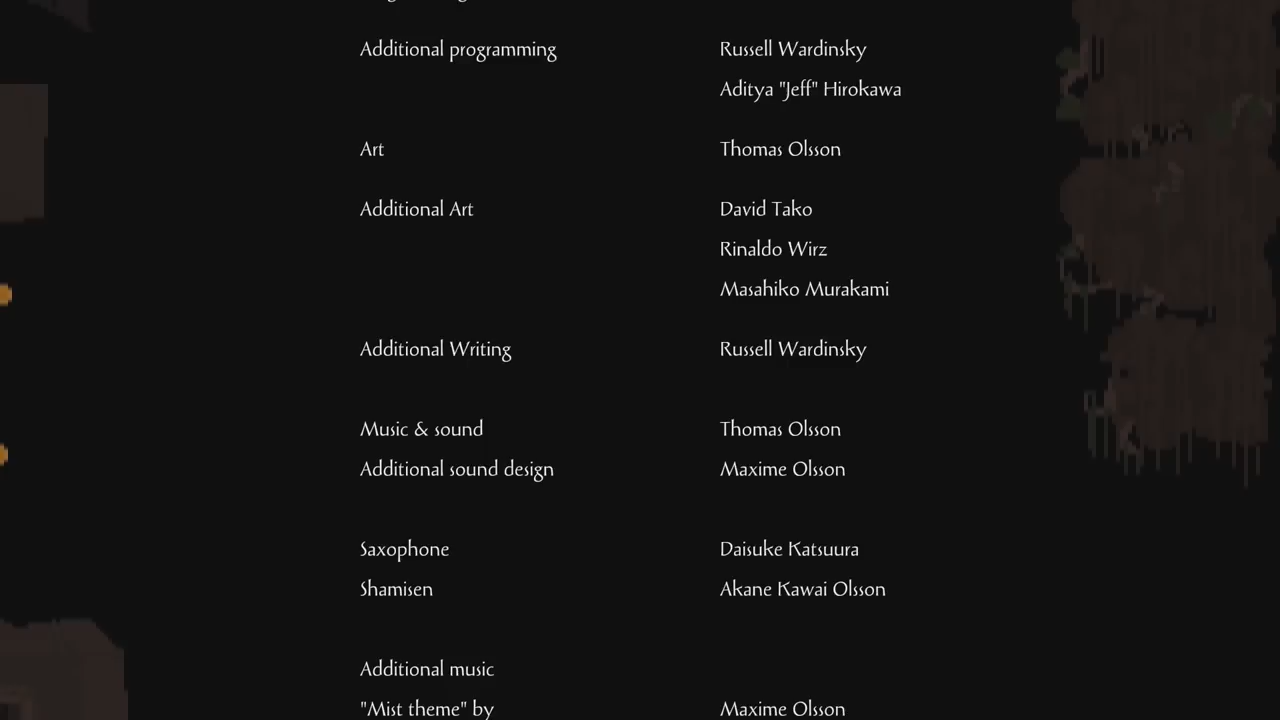 Additional programming Russell Wardinsky
Aditya "Jeff" Hirokawa
Art Thomas Olsson
Additional Art David Tako
Rinaldo Wirz
Masahiko Murakami
Additional Writing Russell Wardinsky
Music & sound Thomas Olsson
Additional sound design Maxime Olsson
Saxophone Daisuke Katsuura
Shamisen Akane Kawai Olsson
Additional music
"Mist theme" by Maxime Olsson